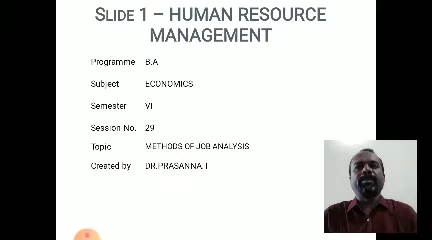 SLIDE 1 – HUMAN RESOURCE
MANAGEMENT
Programme B.A
Subject ECONOMICS
Semester VI
Session No. 29
Topic METHODS OF JOB ANALYSIS
Created by DR.PRASANNA.T